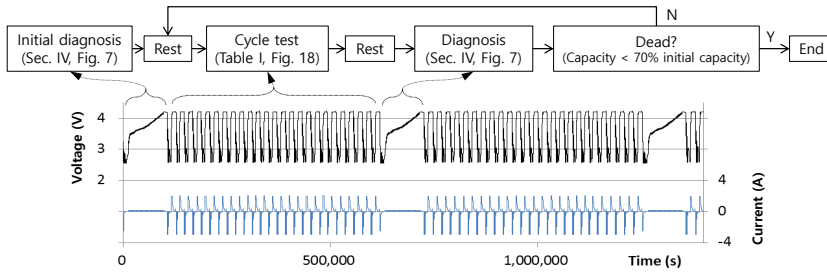 N
Initial diagnosis
(Sec. IV, Fig. 7)
Rest
Cycle test
(Table I, Fig. 18)
Rest
Diagnosis
(Sec. IV, Fig. 7)
Dead?
(Capacity < 70% initial capacity)
Y
End
Voltage (V)
4
3
2
4
0
-4
Current (A)
0
500,000
1,000,000
Time (s)